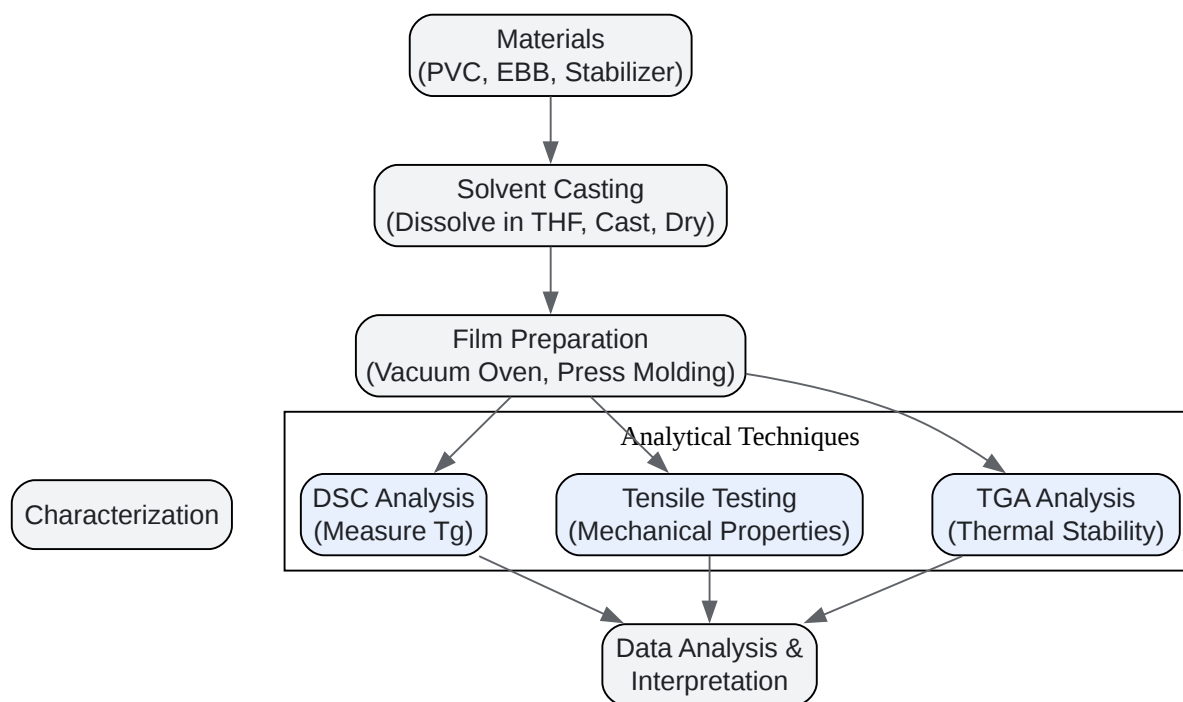 Materials
(PVC, EBB, Stabilizer)
Solvent Casting
(Dissolve in THF, Cast, Dry)
Film Preparation
(Vacuum Oven, Press Molding)
Analytical Techniques
Characterization
DSC Analysis
(Measure Tg)
Tensile Testing
(Mechanical Properties)
TGA Analysis
(Thermal Stability)
Data Analysis &
Interpretation